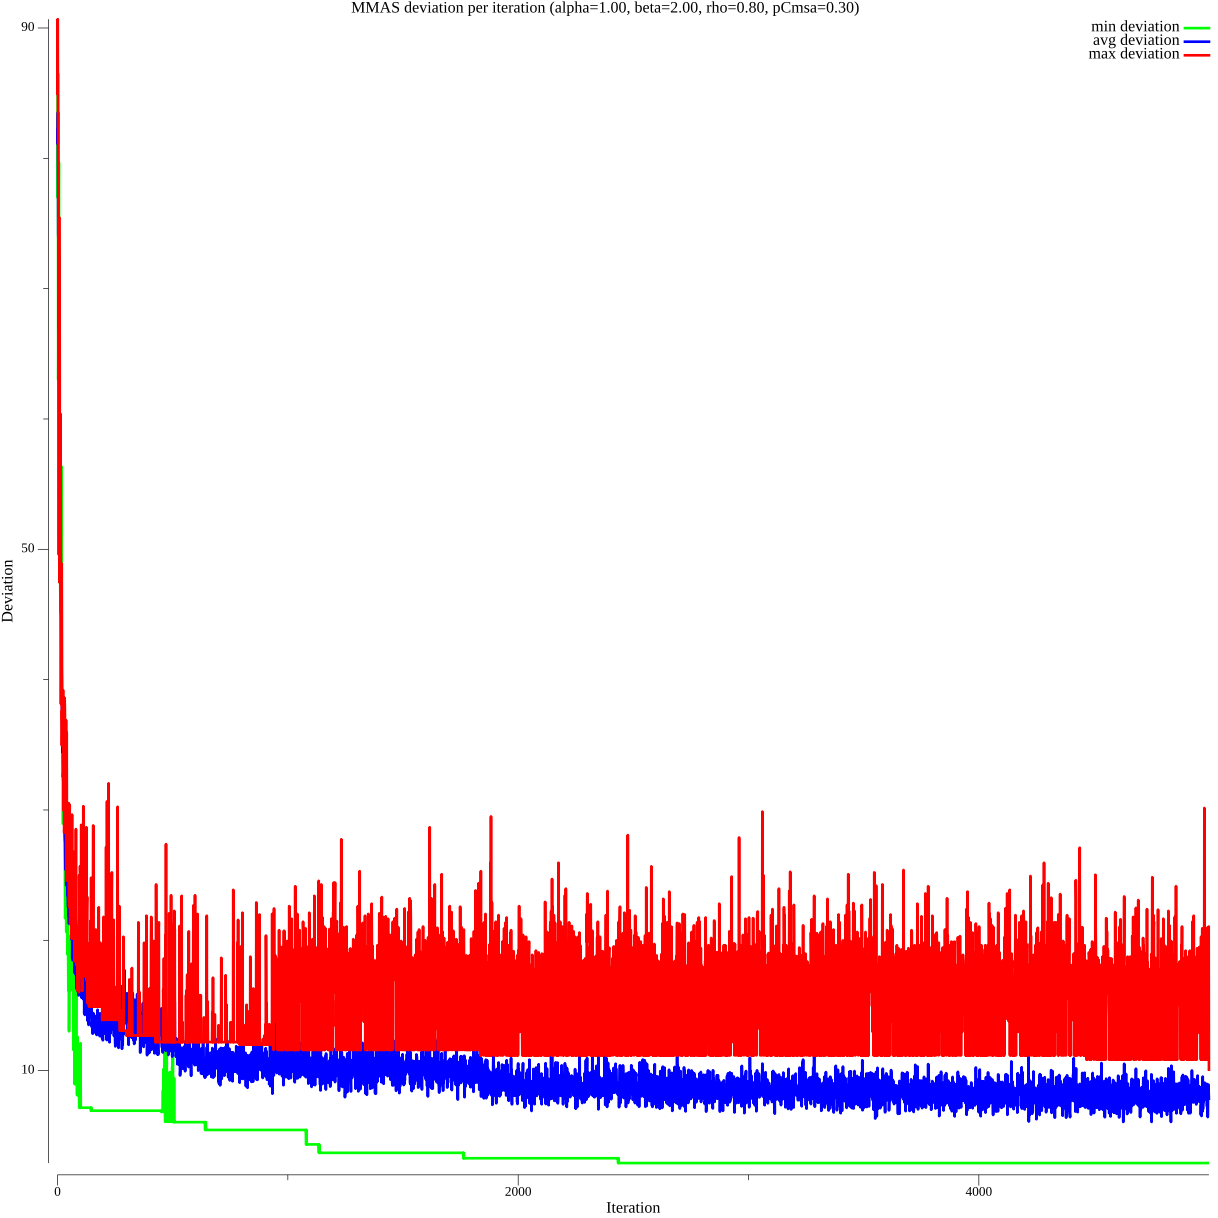 MMAS deviation per iteration (alpha=1.00, beta=2.00, rho=0.80, pCmsa=0.30)
min deviation
avg deviation
max deviation
90
50
10
Deviation
0
2000
4000
Iteration